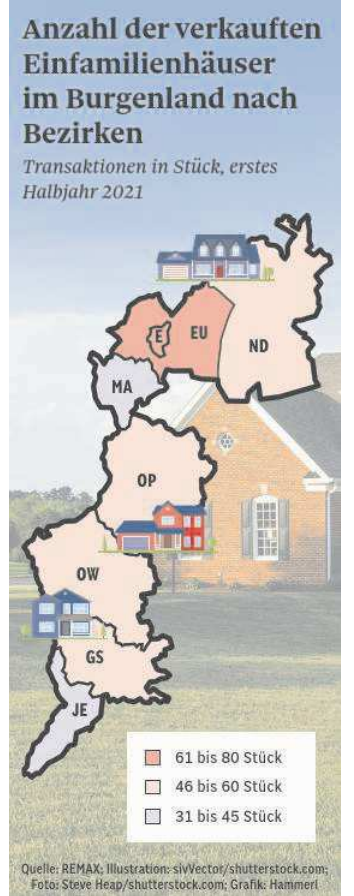 Anzahl der verkauften
Einfamilienhäuser
im Burgenland nach
Bezirken
Transaktionen in Stück, erstes
Halbjahr 2021
E
EU
ND
MA
OP
OW
GS
JE
61 bis 80 Stück
46 bis 60 Stück
31 bis 45 Stück
Quelle: REMAX; Illustration: sivVector/shutterstock.com;
Foto: Steve Heap/shutterstock.com; Grafik: Hammerl